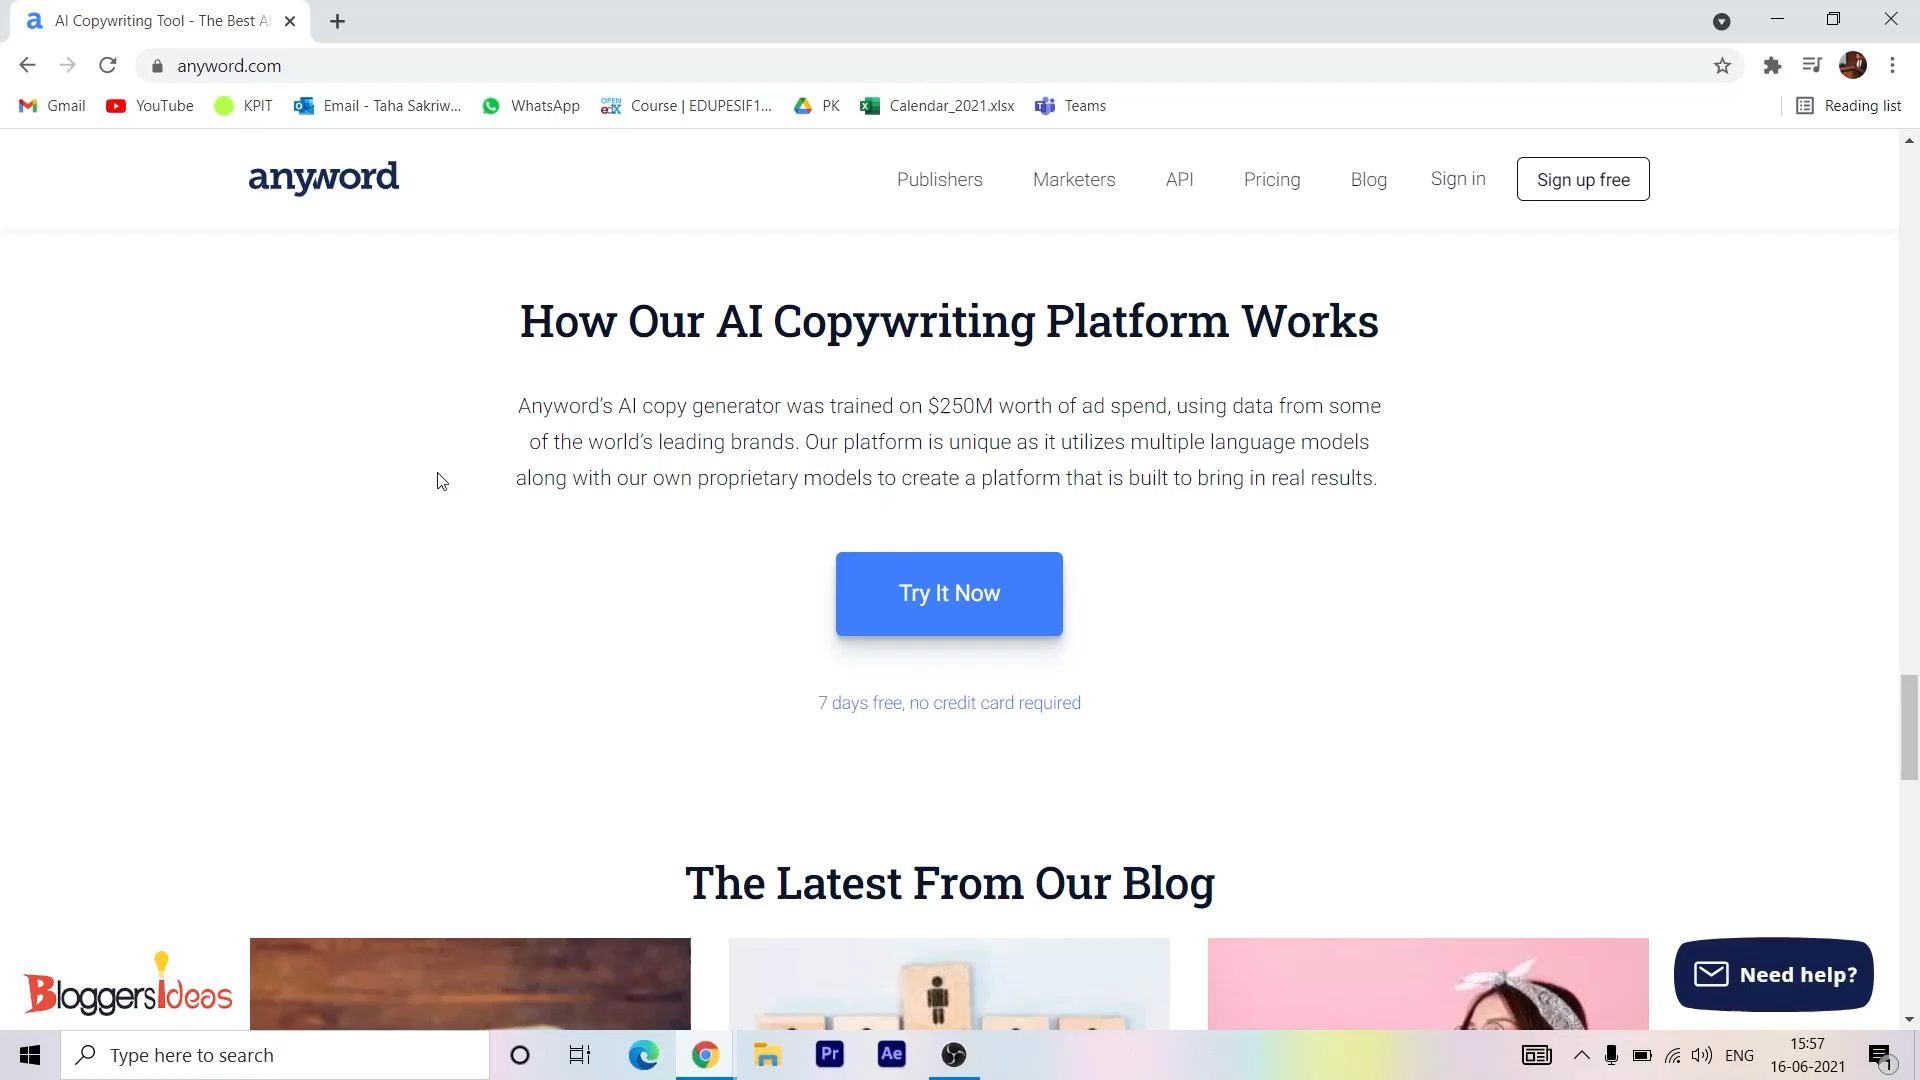 AI Copywriting Tool - The Best AI
anyword.com
Gmail
YouTube
KPIT
Email - Taha Sakriw...
WhatsApp
OPEN edX
Course | EDUPESIF1...
PK
Calendar_2021.xlsx
Teams
Reading list
anyword
Publishers
Marketers
API
Pricing
Blog
Sign in
Sign up free
How Our AI Copywriting Platform Works
Anyword's AI copy generator was trained on $250M worth of ad spend, using data from some
of the world's leading brands. Our platform is unique as it utilizes multiple language models
along with our own proprietary models to create a platform that is built to bring in real results.
Try It Now
7 days free, no credit card required
The Latest From Our Blog
BloggersIdeas
Need help?
Type here to search
Pr
Ae
ENG
15:57
16-06-2021
1